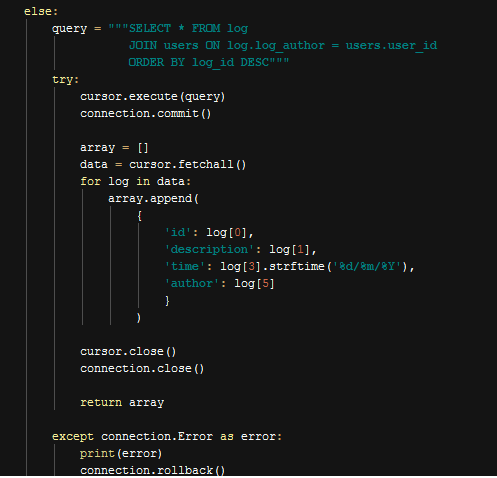 else:
query = """SELECT * FROM log
JOIN users ON log.log_author = users.user_id
ORDER BY log_id DESC"""
try:
cursor.execute(query)
connection.commit()
array = []
data = cursor.fetchall()
for log in data:
array.append(
{
'id': log[0],
'description': log[1],
'time': log[3].strftime('%d/%m/%Y'),
'author': log[5]
}
)
cursor.close()
connection.close()
return array
except connection.Error as error:
print(error)
connection.rollback()